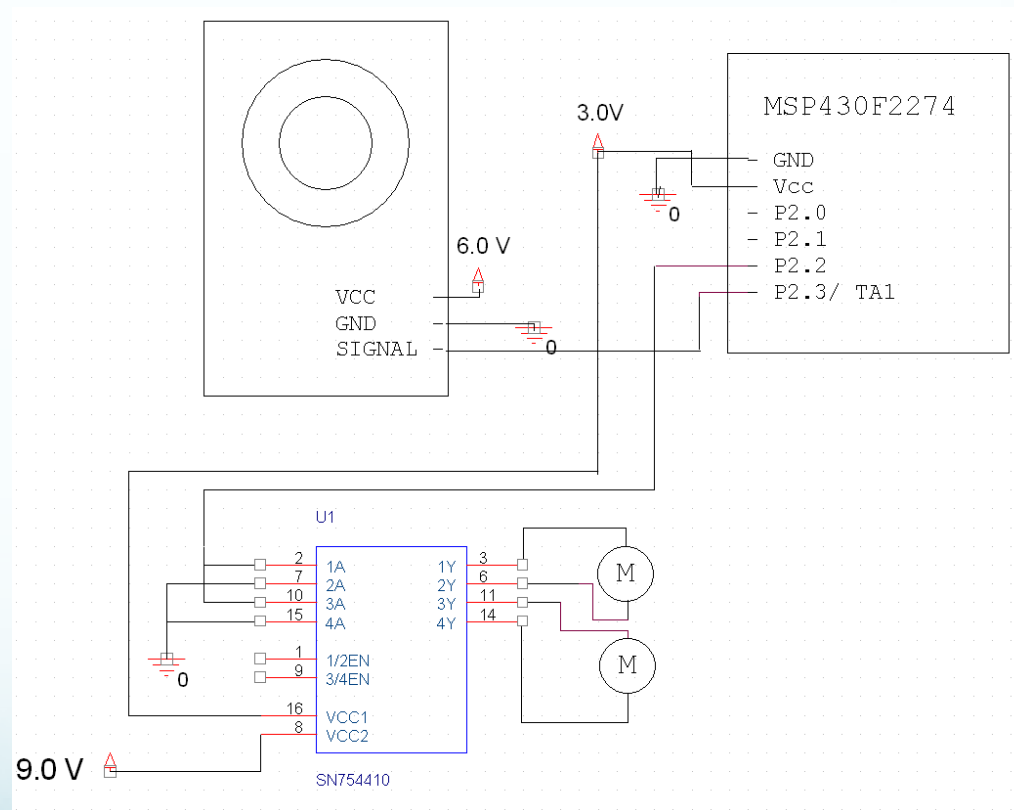 MSP430F2274
3.0V
GND
Vcc
0
P2.0
P2.1
6.0 V
P2.2
P2.3/ TA1
VCC
GND
SIGNAL
0
U1
2 1A 1Y 3
7 2A 2Y 6
10 3A 3Y 11
15 4A 4Y 14
M
M
1 1/2EN
9 3/4EN
0
16 VCC1
8 VCC2
9.0 V
SN754410